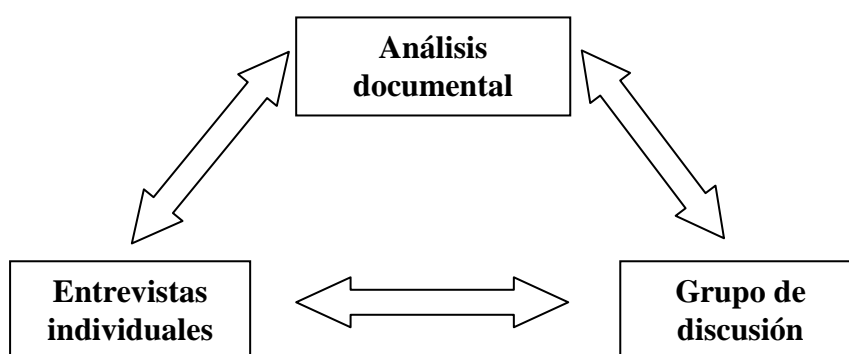 Análisis
documental
Entrevistas
individuales
Grupo de
discusión